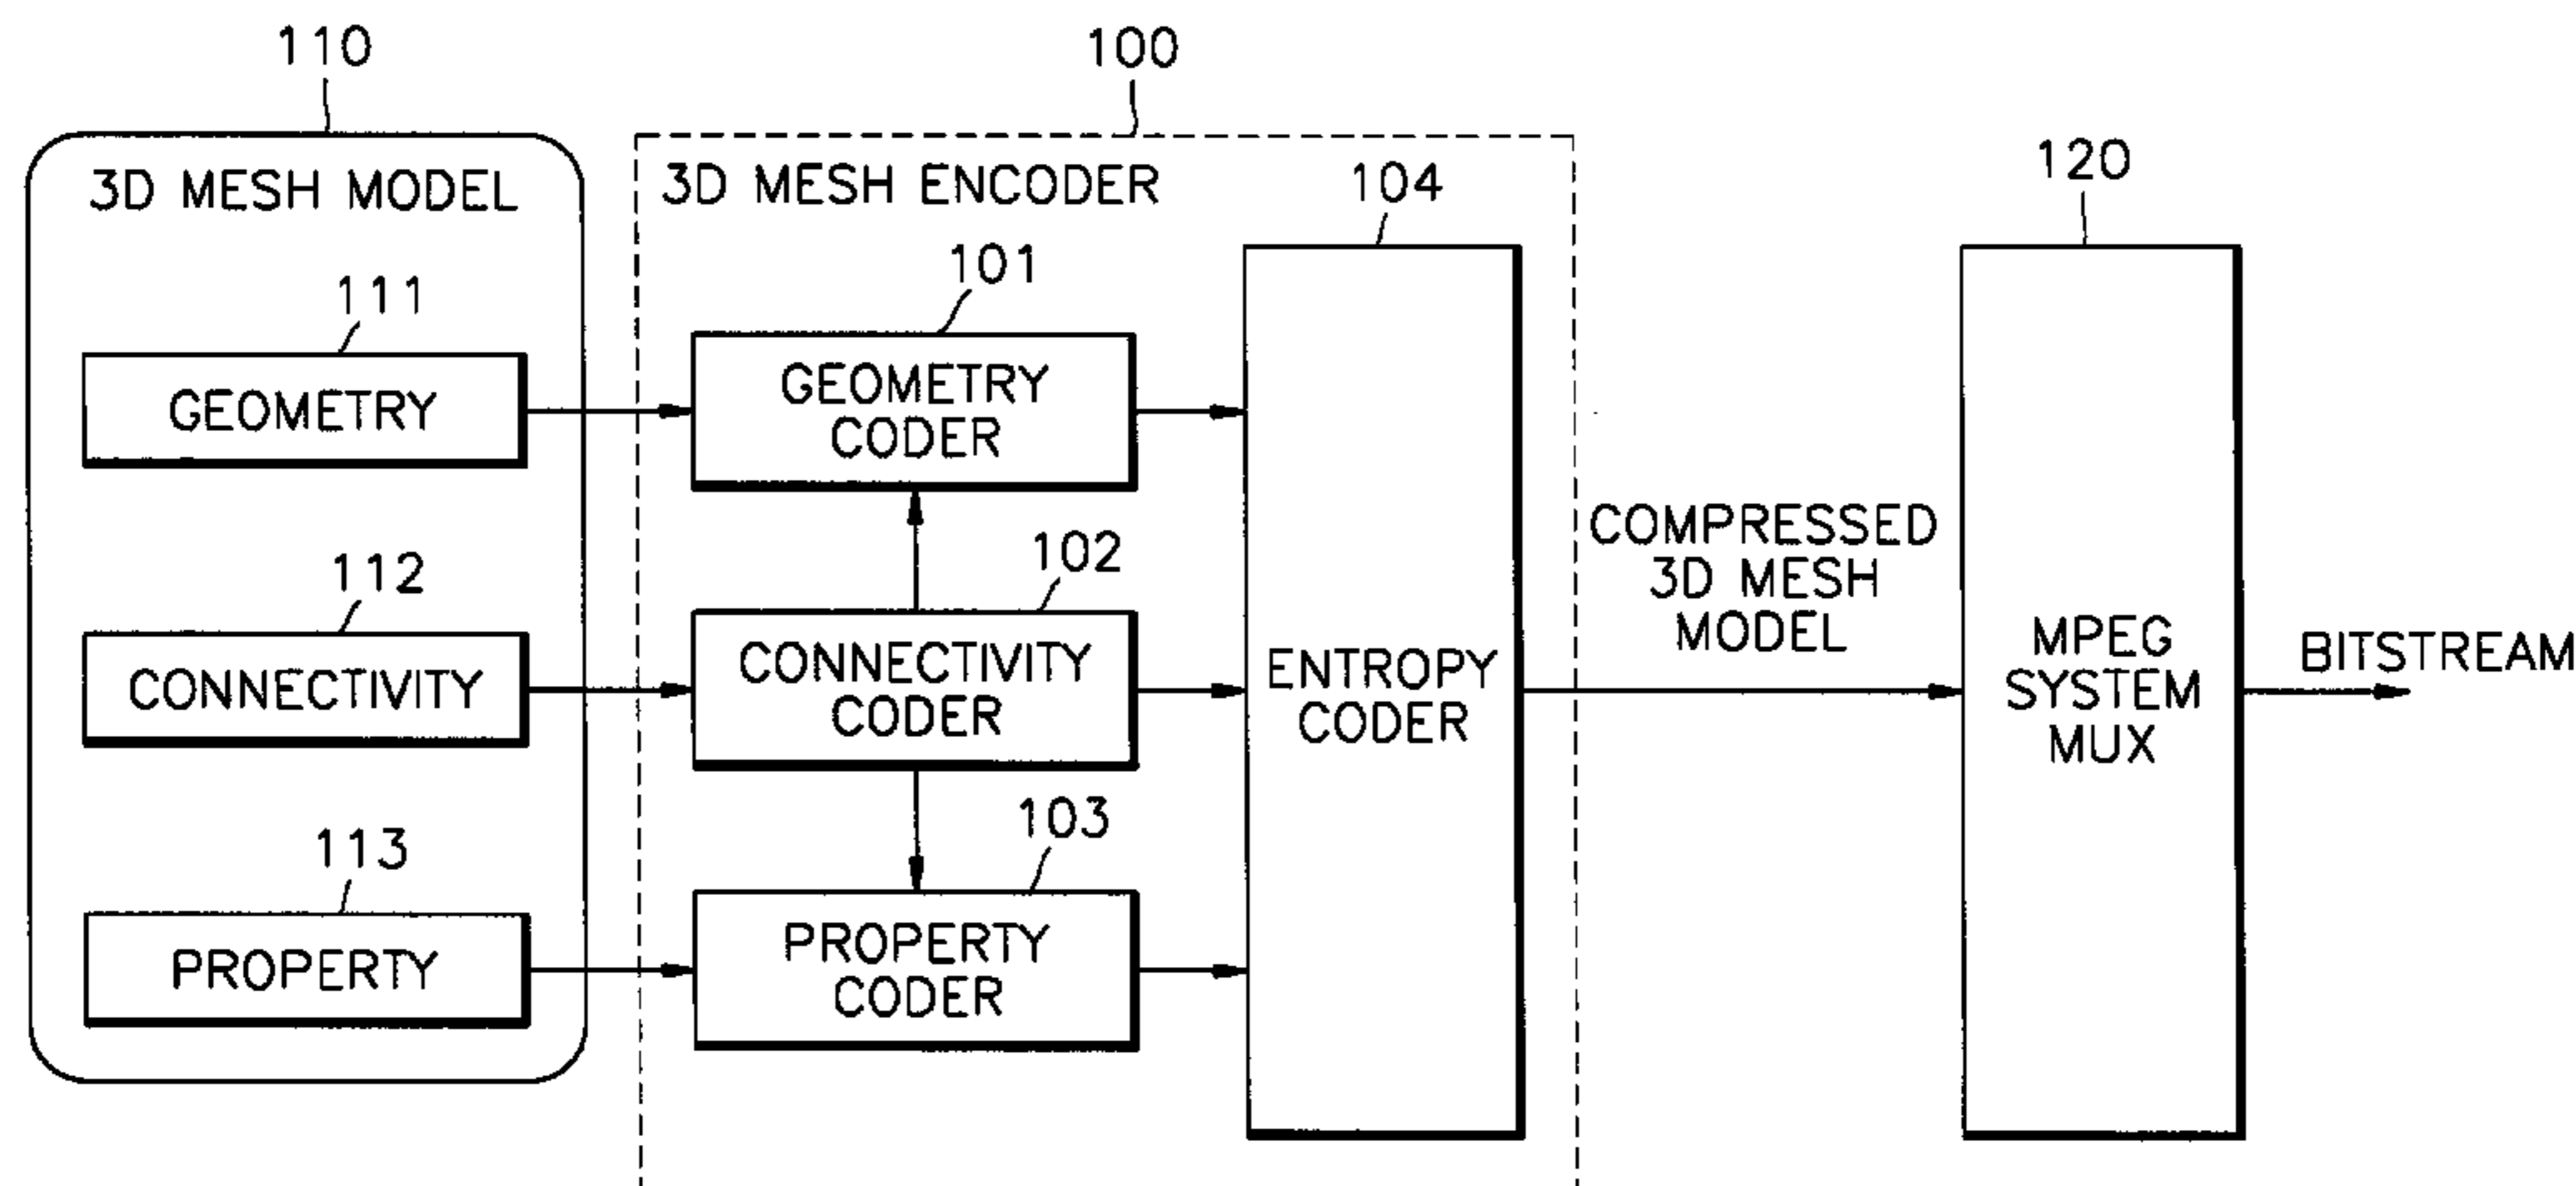 110
100
120
3D MESH MODEL
3D MESH ENCODER
104
101
111
GEOMETRY
GEOMETRY
CODER
112
102
CONNECTIVITY
CONNECTIVITY
CODER
113
103
PROPERTY
PROPERTY
CODER
ENTROPY
CODER
COMPRESSED
3D MESH
MODEL
MPEG
SYSTEM
MUX
BITSTREAM